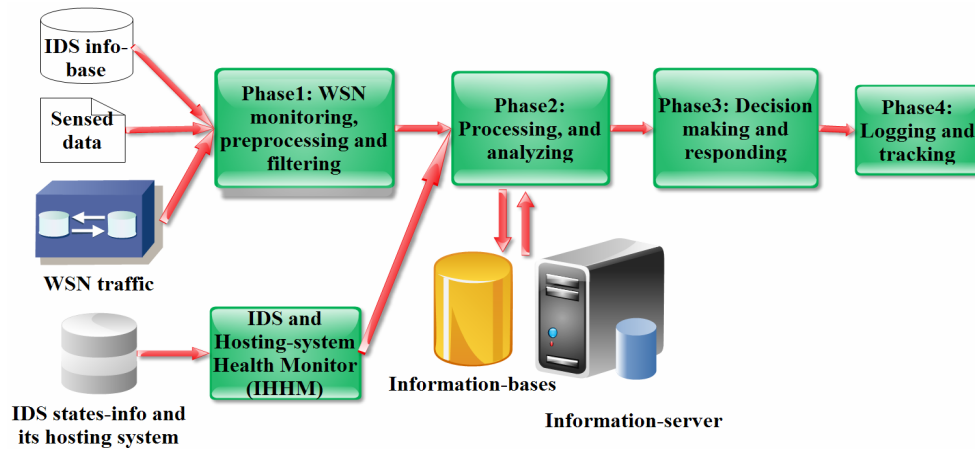 IDS info-
base
Sensed
data
WSN traffic
Phase1: WSN
monitoring,
preprocessing and
filtering
Phase2:
Processing, and
analyzing
Phase3: Decision
making and
responding
Phase4:
Logging and
tracking
IDS states-info and
its hosting system
IDS and
Hosting-system
Health Monitor
(IHHM)
Information-bases
Information-server